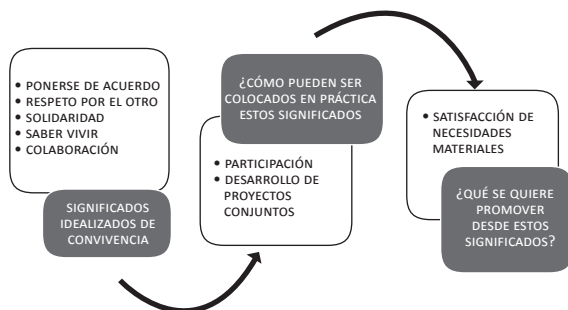 • PONERSE DE ACUERDO
• RESPETO POR EL OTRO
• SOLIDARIDAD
• SABER VIVIR
• COLABORACIÓN
SIGNIFICADOS
IDEALIZADOS DE
CONVIVENCIA
¿CÓMO PUEDEN SER
COLOCADOS EN PRÁCTICA
ESTOS SIGNIFICADOS
• PARTICIPACIÓN
• DESARROLLO DE
PROYECTOS
CONJUNTOS
• SATISFACCIÓN DE
NECESIDADES
MATERIALES
¿QUÉ SE QUIERE
PROMOVER
DESDE ESTOS
SIGNIFICADOS?